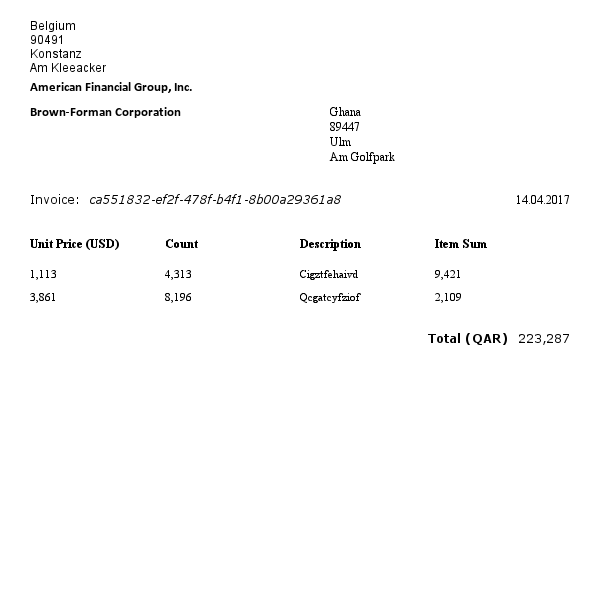 Belgium
90491
Konstanz
Am Kleeacker
American Financial Group, Inc.
Brown-Forman Corporation
Ghana
89447
Ulm
Am Golfpark
Invoice: ca551832-ef2f-478f-b4f1-8b00a29361a8 14.04.2017
Unit Price (USD) Count Description Item Sum
1,113 4,313 Cigztfehaivd 9,421
3,861 8,196 Qcgatcyfziof 2,109
Total (QAR) 223,287